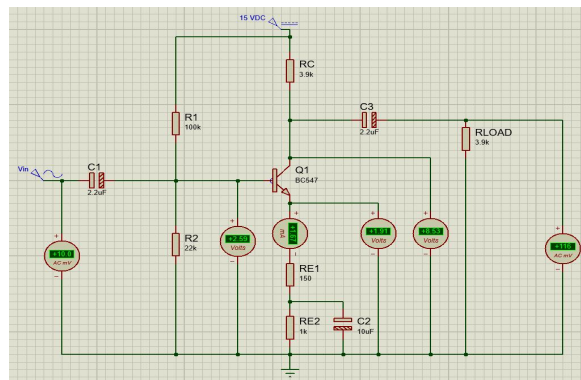 15 VDC
RC
3.9k
C3
2.2uF
R1
100k
RLOAD
3.9k
Vin
C1
2.2uF
Q1
BC547
+10.0
AC mV
R2
22k
+2.59
Volts
mA
+1.91
Volts
+8.53
Volts
+116
AC mV
RE1
150
RE2
1k
C2
10uF